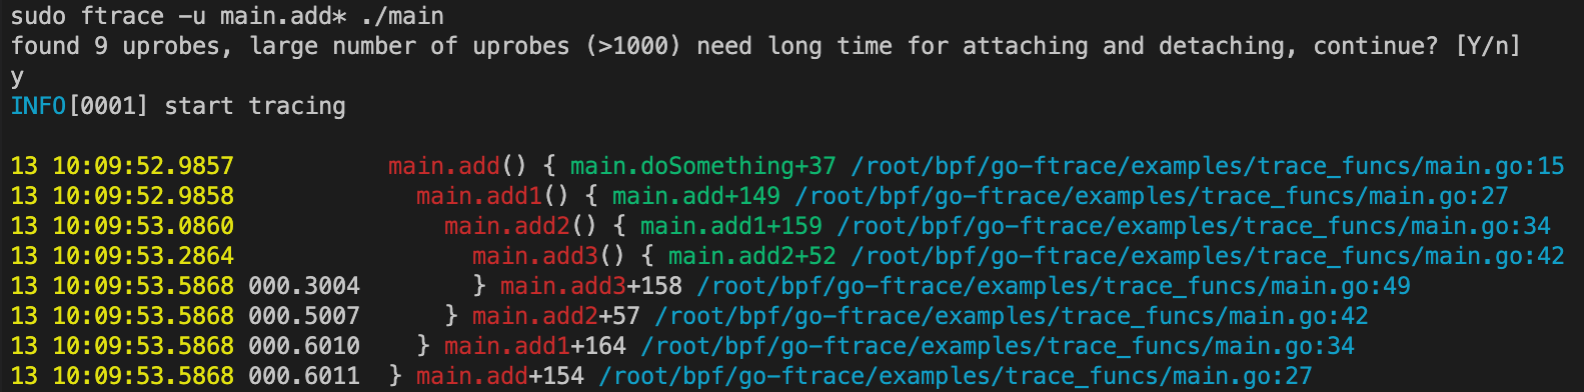 sudo ftrace -u main.add* ./main
found 9 uprobes, large number of uprobes (>1000) need long time for attaching and detaching, continue? [Y/n]
y
INFO[0001] start tracing
13 10:09:52.9857 main.add() { main.doSomething+37 /root/bpf/go-ftrace/examples/trace_funcs/main.go:15
13 10:09:52.9858 main.add1() { main.add+149 /root/bpf/go-ftrace/examples/trace_funcs/main.go:27
13 10:09:53.0860 main.add2() { main.add1+159 /root/bpf/go-ftrace/examples/trace_funcs/main.go:34
13 10:09:53.2864 main.add3() { main.add2+52 /root/bpf/go-ftrace/examples/trace_funcs/main.go:42
13 10:09:53.5868 000.3004 } main.add3+158 /root/bpf/go-ftrace/examples/trace_funcs/main.go:49
13 10:09:53.5868 000.5007 } main.add2+57 /root/bpf/go-ftrace/examples/trace_funcs/main.go:42
13 10:09:53.5868 000.6010 } main.add1+164 /root/bpf/go-ftrace/examples/trace_funcs/main.go:34
13 10:09:53.5868 000.6011 } main.add+154 /root/bpf/go-ftrace/examples/trace_funcs/main.go:27